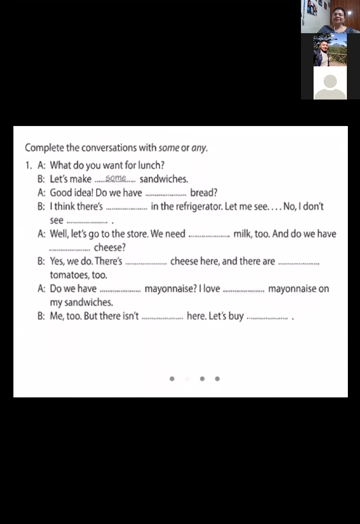 Complete the conversations with some or any.
1. A: What do you want for lunch?
B: Let's make .....some..... sandwiches.
A: Good idea! Do we have .................... bread?
B: I think there's .................... in the refrigerator. Let me see. . . . No, I don't
see .................... .
A: Well, let's go to the store. We need .................... milk, too. And do we have
.................... cheese?
B: Yes, we do. There's .................... cheese here, and there are ....................
tomatoes, too.
A: Do we have .................... mayonnaise? I love .................... mayonnaise on
my sandwiches.
B: Me, too. But there isn't .................... here. Let's buy .................... .